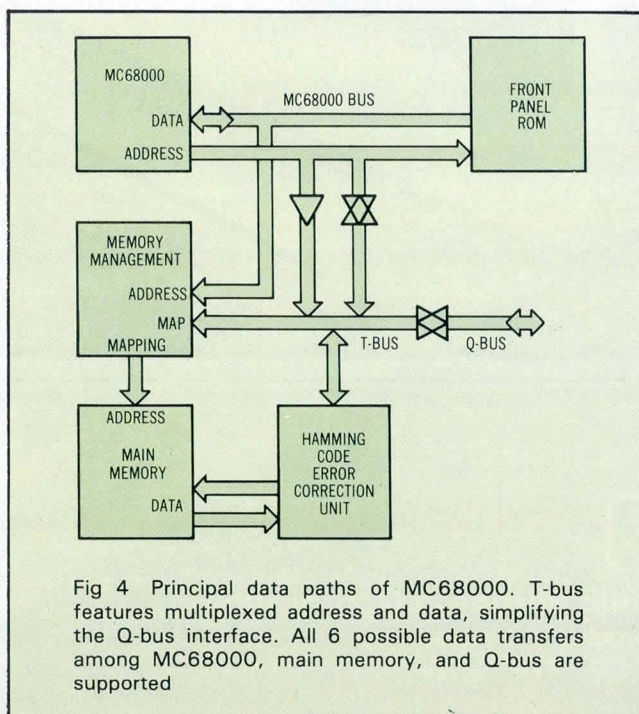 MC68000
DATA
ADDRESS
MC68000 BUS
FRONT
PANEL
ROM
MEMORY
MANAGEMENT
ADDRESS
MAP
MAPPING
T-BUS
Q-BUS
ADDRESS
MAIN
MEMORY
DATA
HAMMING
CODE
ERROR
CORRECTION
UNIT
Fig 4 Principal data paths of MC68000. T-bus
features multiplexed address and data, simplifying
the Q-bus interface. All 6 possible data transfers
among MC68000, main memory, and Q-bus are
supported